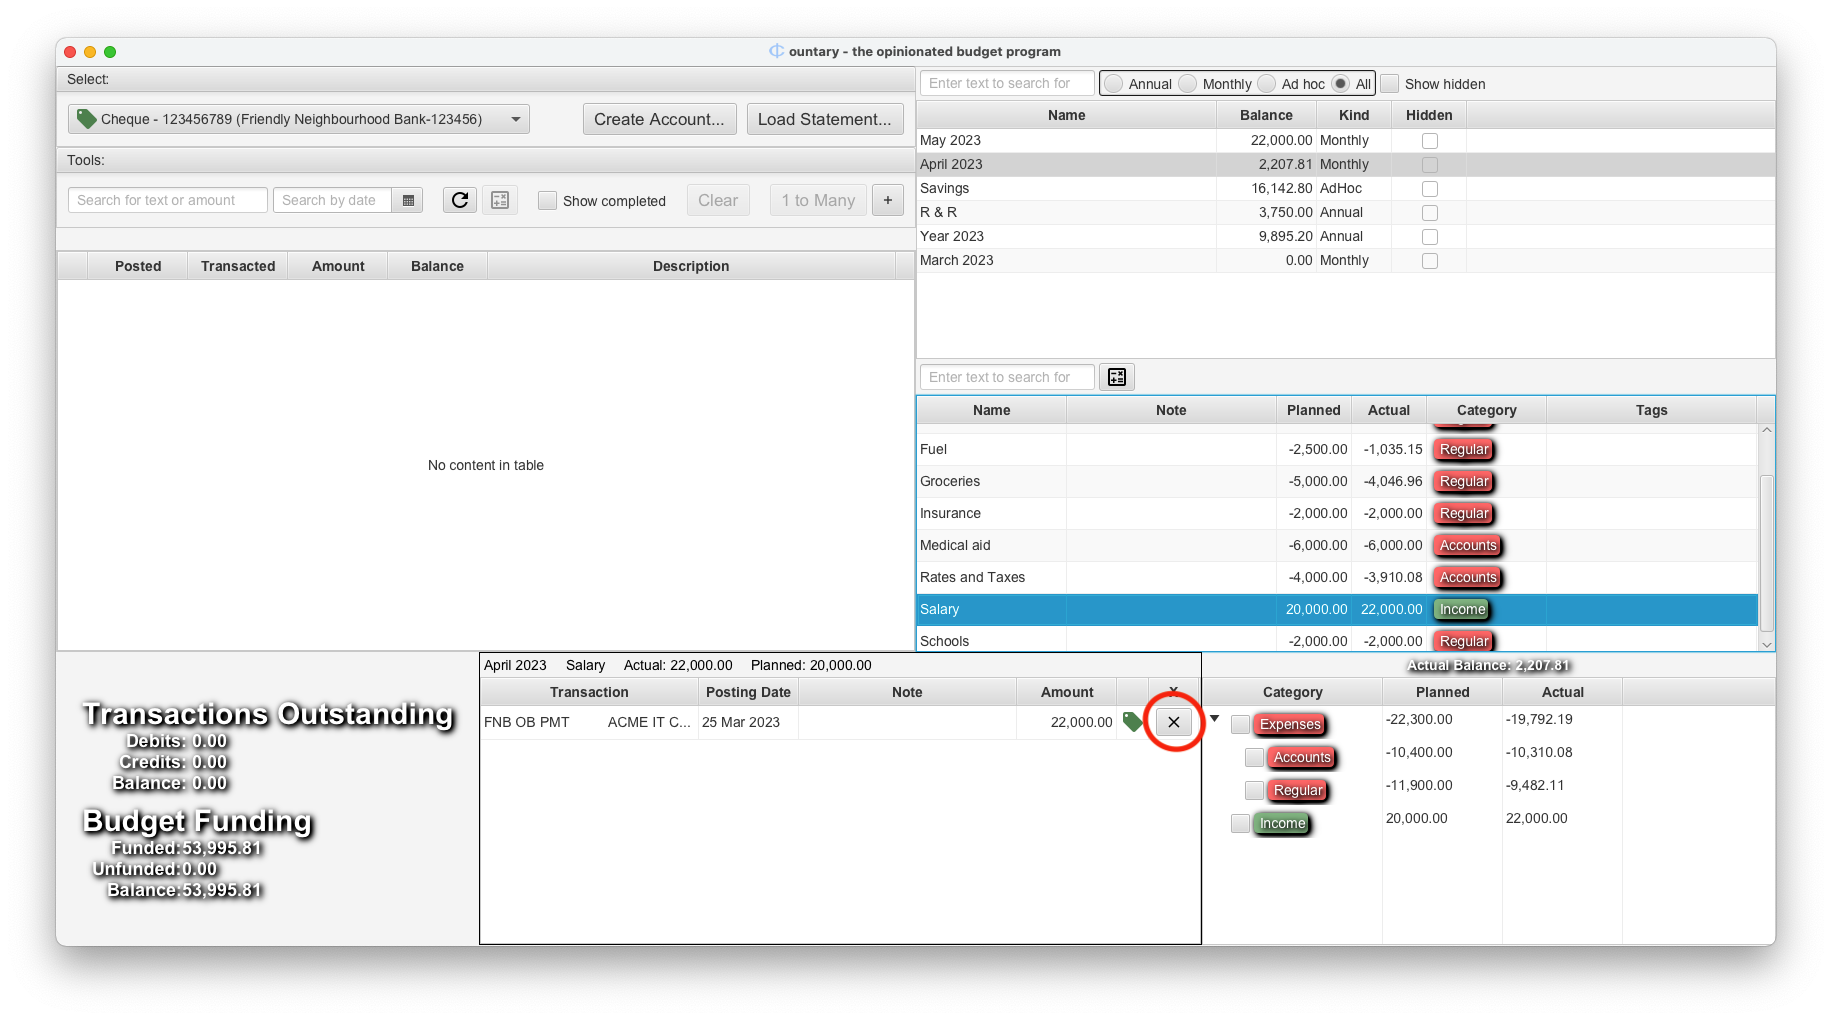 ountary - the opinionated budget program
Select:
Cheque - 123456789 (Friendly Neighbourhood Bank-123456)
Create Account...
Load Statement...
Tools:
Search for text or amount
Search by date
Show completed
Clear
1 to Many
+
Posted Transacted Amount Balance Description
No content in table
Enter text to search for
Annual Monthly Ad hoc All Show hidden
Name Balance Kind Hidden
May 2023 22,000.00 Monthly
April 2023 2,207.81 Monthly
Savings 16,142.80 AdHoc
R & R 3,750.00 Annual
Year 2023 9,895.20 Annual
March 2023 0.00 Monthly
Enter text to search for
Name Note Planned Actual Category Tags
Fuel -2,500.00 -1,035.15 Regular
Groceries -5,000.00 -4,046.96 Regular
Insurance -2,000.00 -2,000.00 Regular
Medical aid -6,000.00 -6,000.00 Accounts
Rates and Taxes -4,000.00 -3,910.08 Accounts
Salary 20,000.00 22,000.00 Income
Schools -2,000.00 -2,000.00 Regular
Transactions Outstanding
Debits: 0.00
Credits: 0.00
Balance: 0.00
Budget Funding
Funded:53,995.81
Unfunded:0.00
Balance:53,995.81
April 2023 Salary Actual: 22,000.00 Planned: 20,000.00
Transaction Posting Date Note Amount X
FNB OB PMT ACME IT C... 25 Mar 2023 22,000.00
Actual Balance: 2,207.81
Category Planned Actual
Expenses -22,300.00 -19,792.19
Accounts -10,400.00 -10,310.08
Regular -11,900.00 -9,482.11
Income 20,000.00 22,000.00